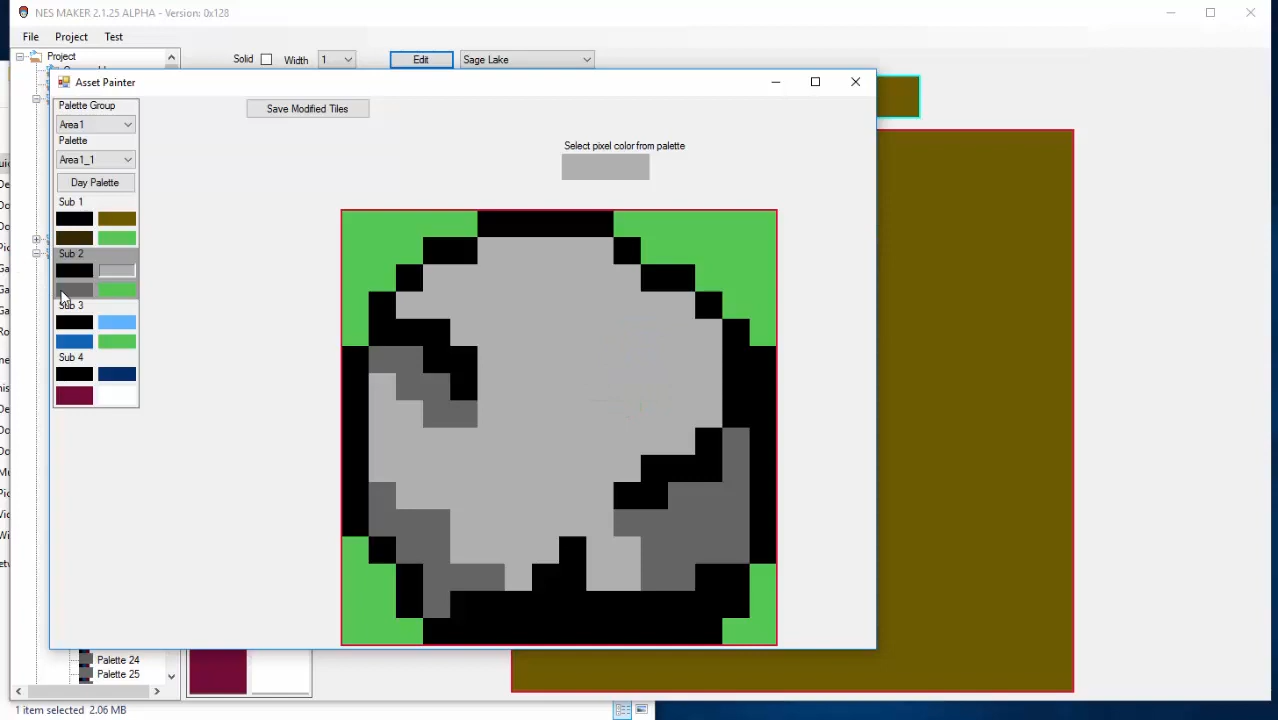 NES MAKER 2.1.25 ALPHA - Version: 0x128
File Project Test
Project
Solid Width 1 Edit Sage Lake
Asset Painter
Palette Group
Save Modified Tiles
Area1
Palette
Select pixel color from palette
Area1_1
Day Palette
Sub 1
Sub 2
Sub 3
Sub 4
Palette 24
Palette 25
1 item selected 2.06 MB